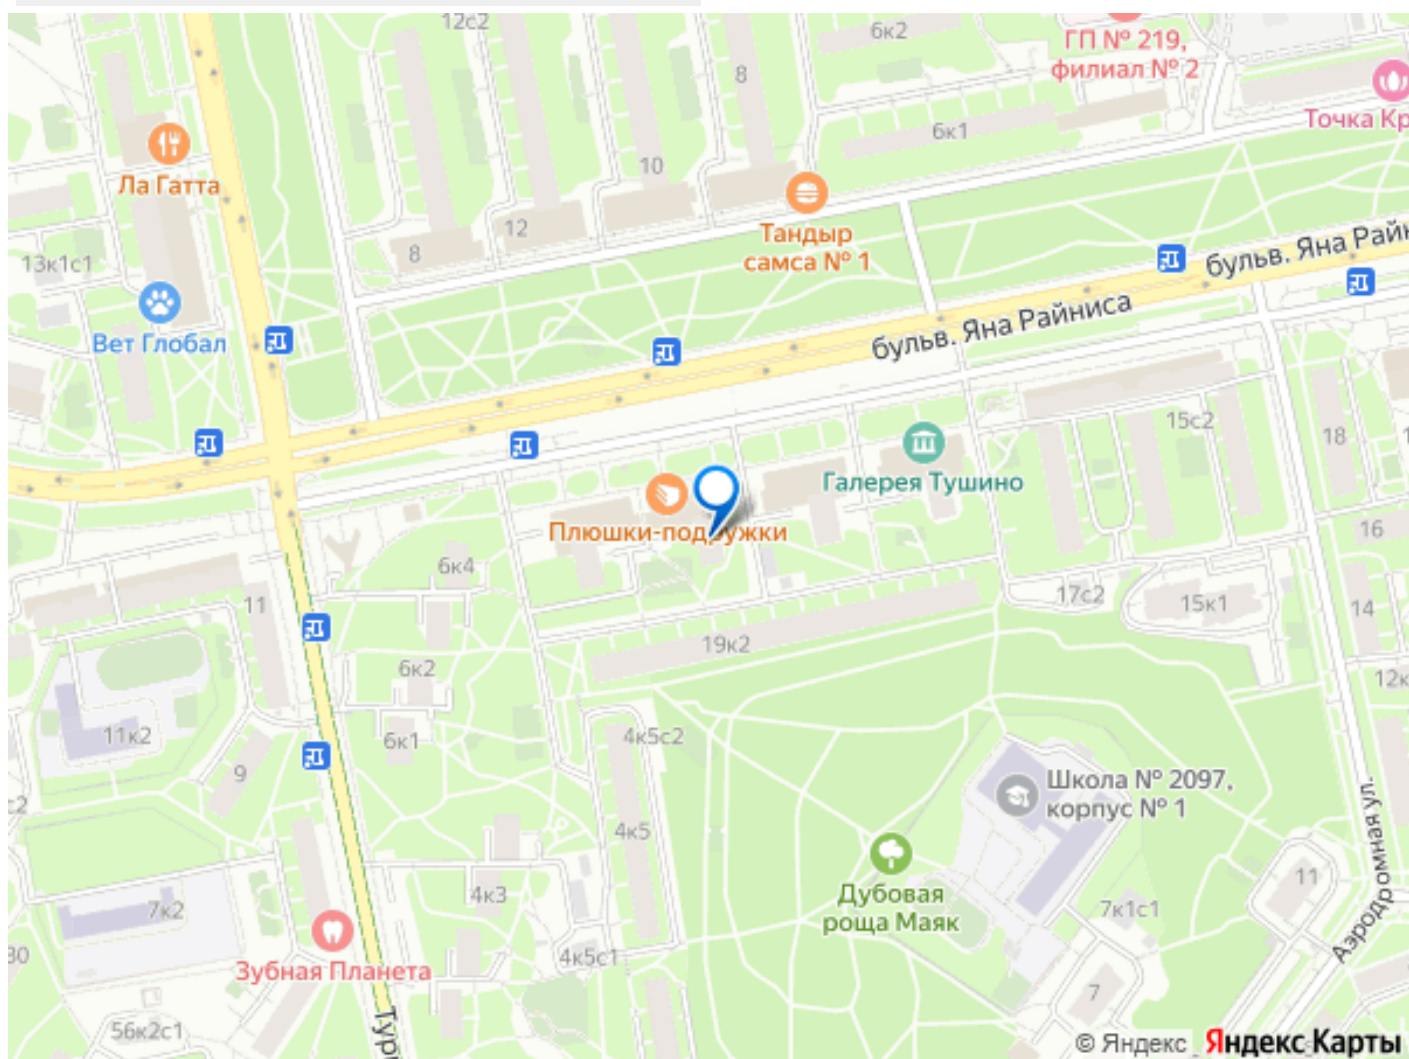 12с2
6к2
ГП № 219,
филиал № 2
8
Точка Кр
6к1
10
Ла Гатта
12
Тандыр
самса № 1
8
13к1с1
бульв. Яна Райн
бульв. Яна Райниса
Вет Глобал
15с2
18
Галерея Тушино
Плюшки-подружки
16
6к4
17с2
15к1
11
14
19к2
6к2
12к
11к2
6к1
4к5с2
9
Школа № 2097,
корпус № 1
с2
4к5
Аэродромная ул.
Дубовая
роща Маяк
11
4к3
7к2
7к1с1
30
Зубная Планета
4к5с1
7
56к2с1
Тури
© Яндекс Яндекс Карты